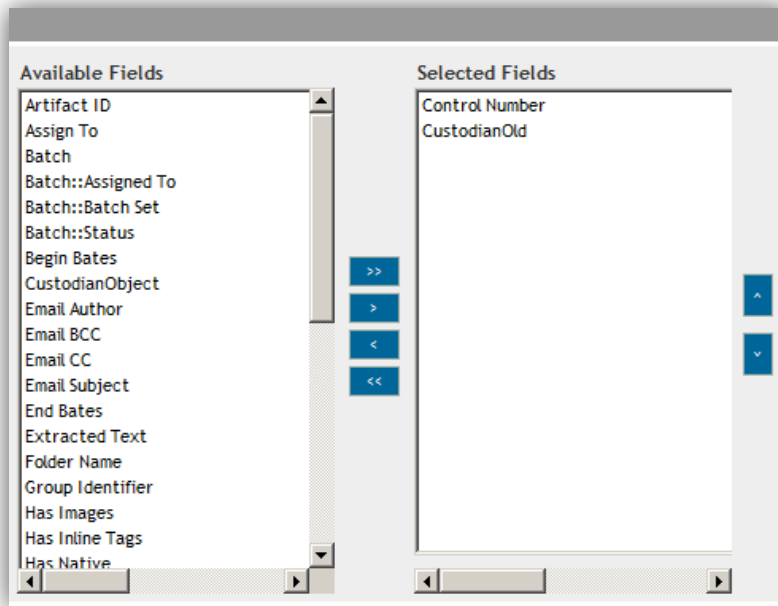 Available Fields
Artifact ID
Assign To
Batch
Batch::Assigned To
Batch::Batch Set
Batch::Status
Begin Bates
CustodianObject
Email Author
Email BCC
Email CC
Email Subject
End Bates
Extracted Text
Folder Name
Group Identifier
Has Images
Has Inline Tags
Has Native
>>
>
<
<<
Selected Fields
Control Number
CustodianOld
^
v